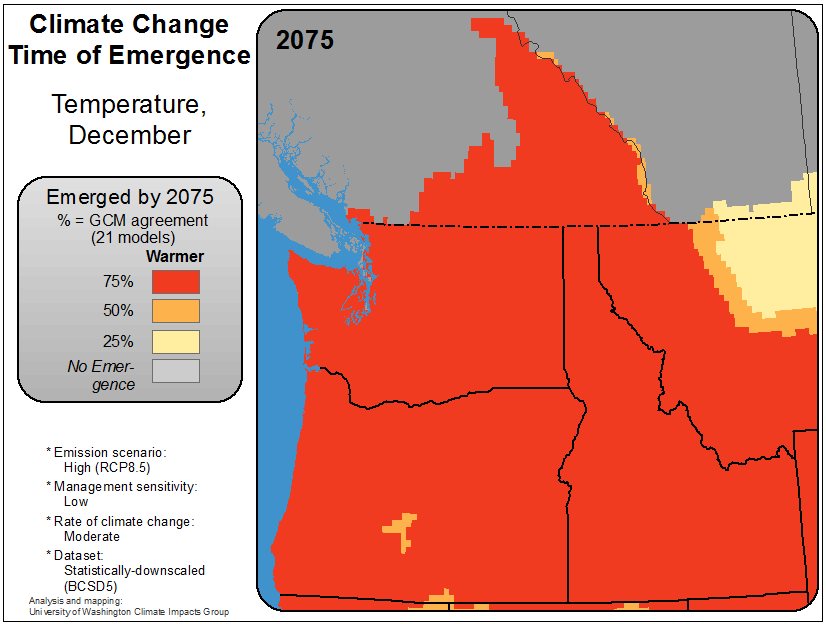 Climate Change
Time of Emergence
Temperature,
December
2075
Emerged by 2075
% = GCM agreement
(21 models)
Warmer
75%
50%
25%
No Emer-
gence
* Emission scenario:
High (RCP8.5)
* Management sensitivity:
Low
* Rate of climate change:
Moderate
* Dataset:
Statistically-downscaled
(BCSD5)
Analysis and mapping:
University of Washington Climate Impacts Group